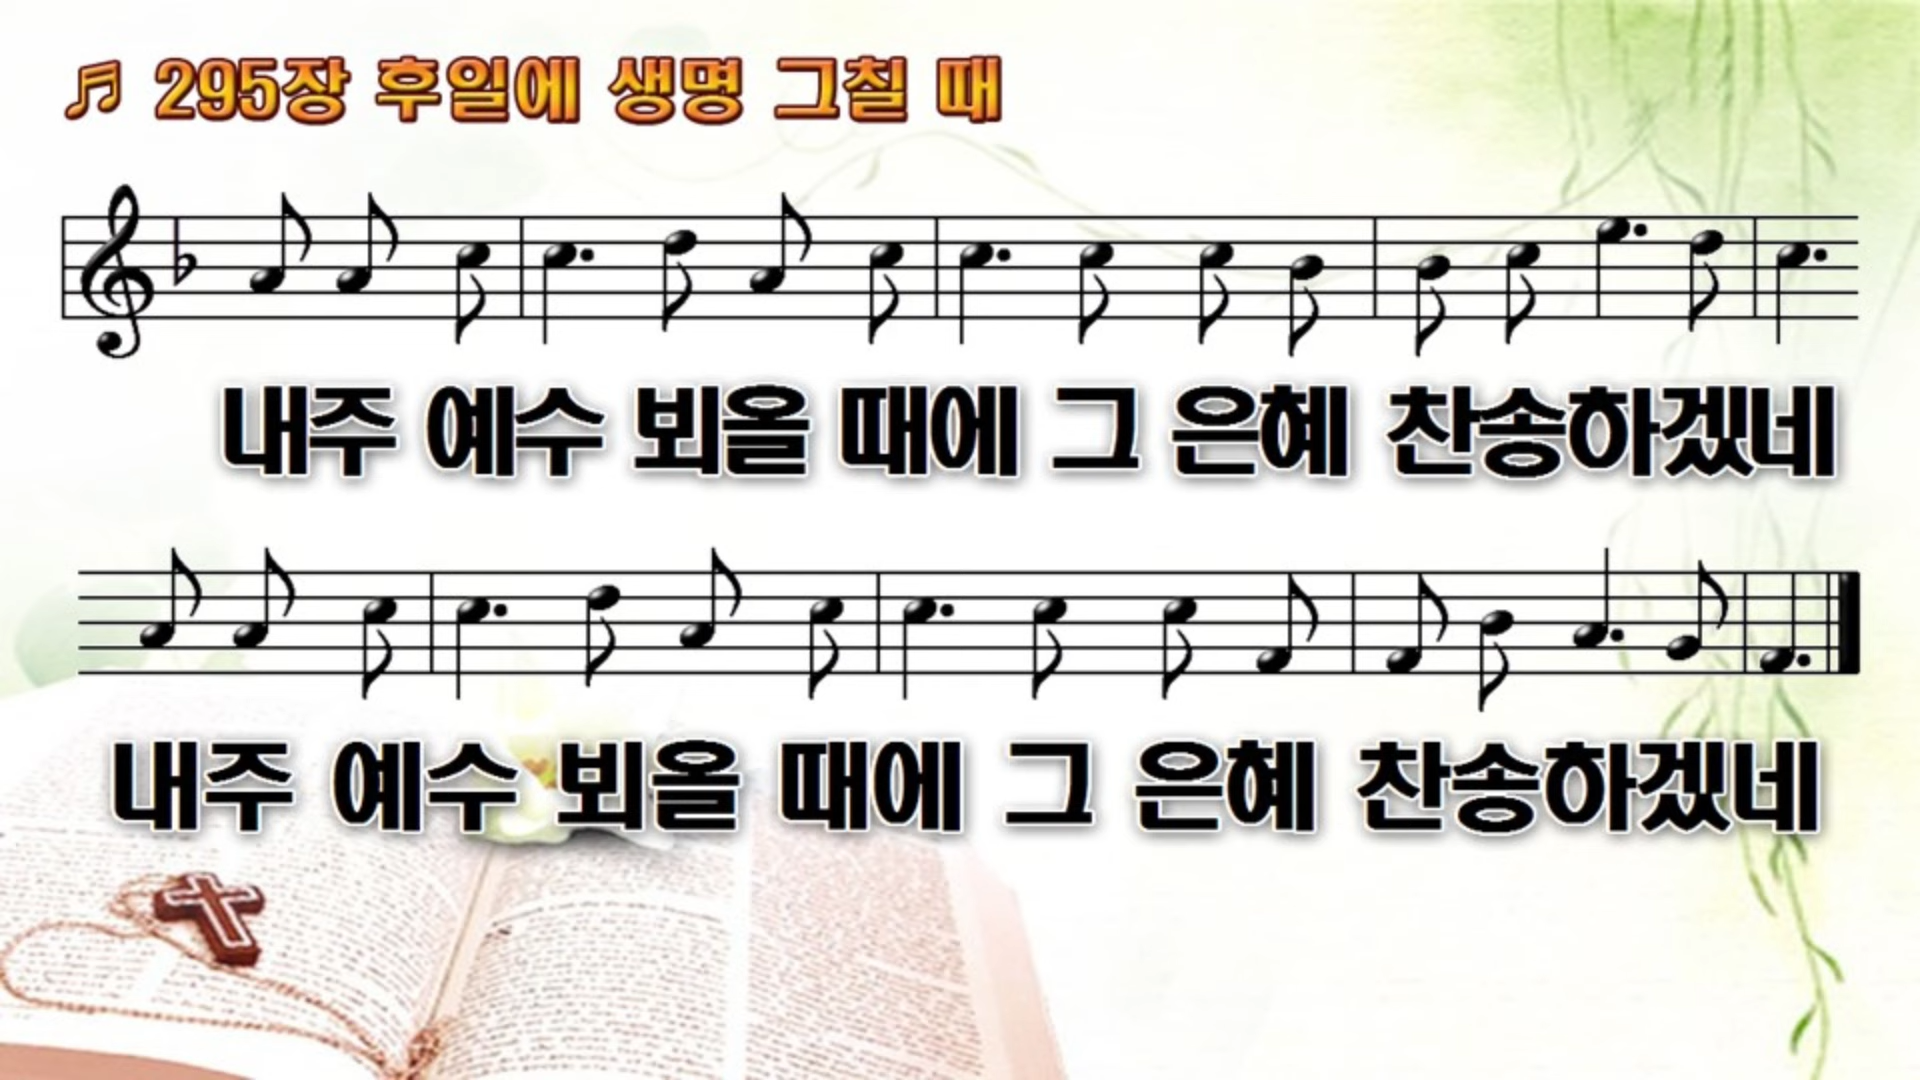 ♬ 295장 후일에 생명 그칠 때
내주 예수 뵈올 때에 그 은혜 찬송하겠네
내주 예수 뵈올 때에 그 은혜 찬송하겠네